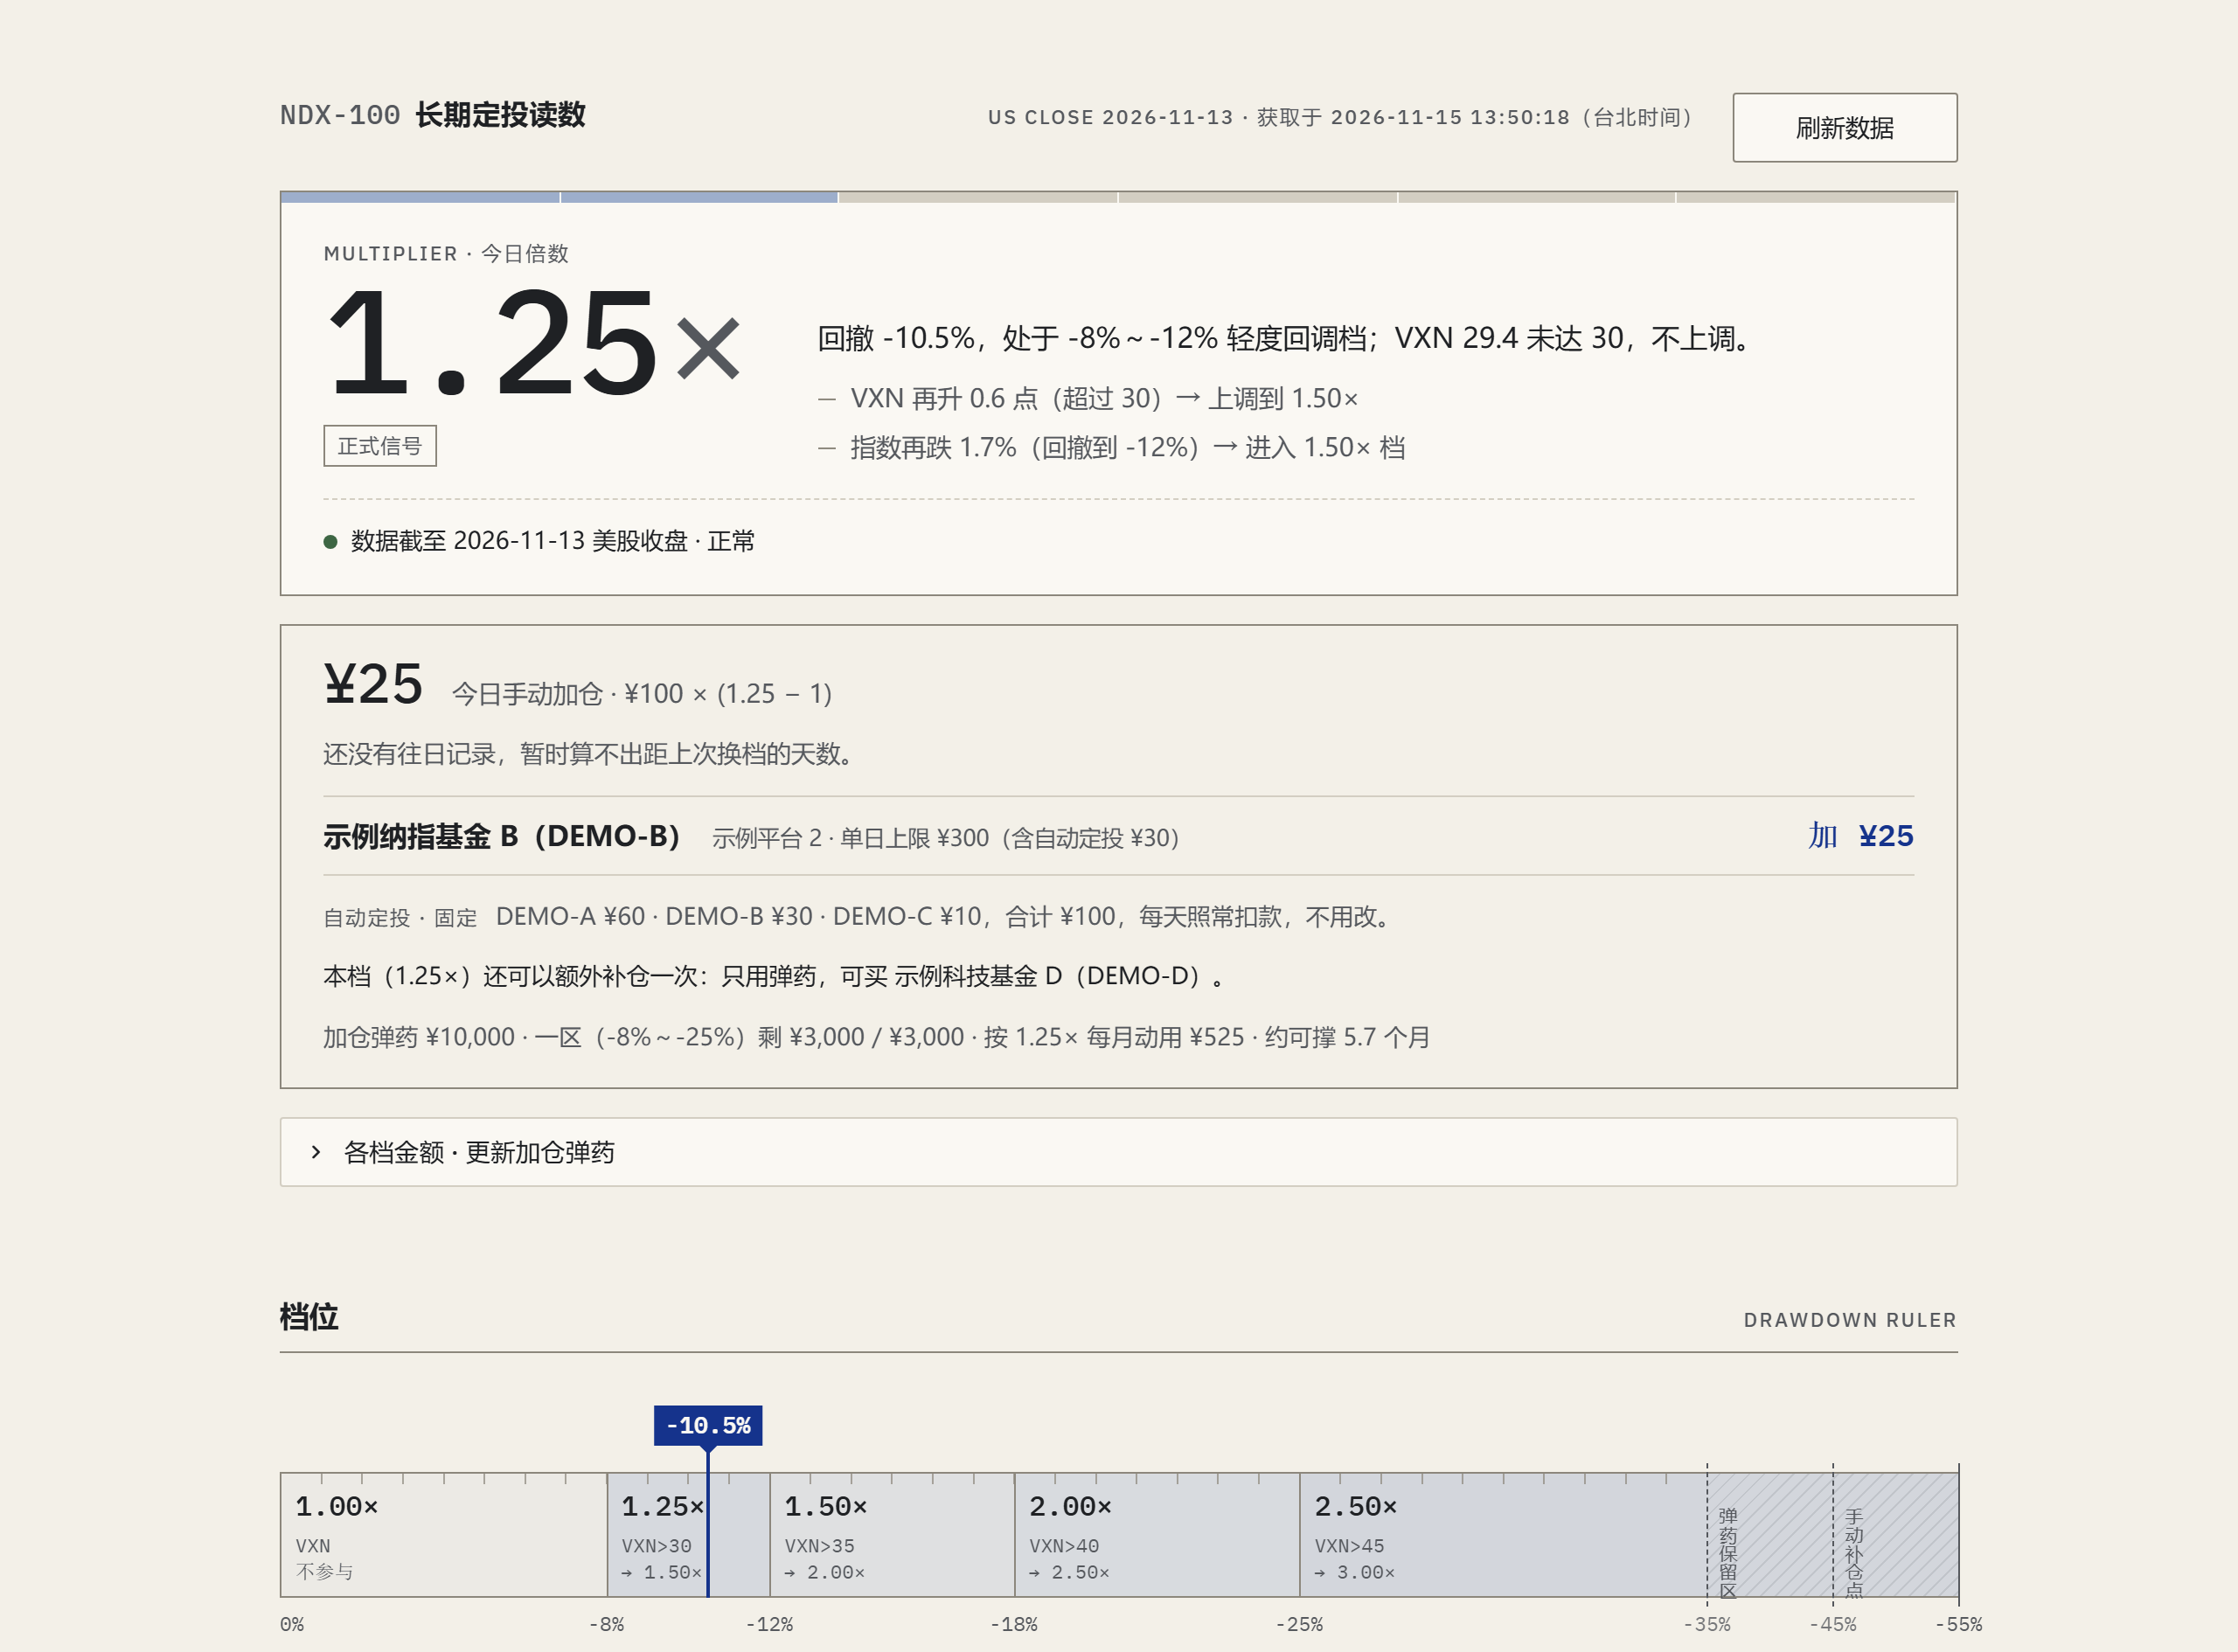 NDX-100 长期定投读数
US CLOSE 2026-11-13 · 获取于 2026-11-15 13:50:18（台北时间）
刷新数据
MULTIPLIER · 今日倍数
1.25×
正式信号
回撤 -10.5%，处于 -8% ~ -12% 轻度回调档；VXN 29.4 未达 30，不上调。
— VXN 再升 0.6 点（超过 30）→ 上调到 1.50×
— 指数再跌 1.7%（回撤到 -12%）→ 进入 1.50× 档
数据截至 2026-11-13 美股收盘 · 正常
¥25 今日手动加仓 · ¥100 × (1.25 − 1)
还没有往日记录，暂时算不出距上次换档的天数。
示例纳指基金 B（DEMO-B） 示例平台 2 · 单日上限 ¥300（含自动定投 ¥30） 加 ¥25
自动定投 · 固定 DEMO-A ¥60 · DEMO-B ¥30 · DEMO-C ¥10，合计 ¥100，每天照常扣款，不用改。
本档（1.25×）还可以额外补仓一次：只用弹药，可买 示例科技基金 D（DEMO-D）。
加仓弹药 ¥10,000 · 一区（-8% ~ -25%）剩 ¥3,000 / ¥3,000 · 按 1.25× 每月动用 ¥525 · 约可撑 5.7 个月
各档金额 · 更新加仓弹药
档位
DRAWDOWN RULER
-10.5%
1.00×
VXN
不参与
1.25×
VXN>30
→ 1.50×
1.50×
VXN>35
→ 2.00×
2.00×
VXN>40
→ 2.50×
2.50×
VXN>45
→ 3.00×
弹药保留区
手动补仓点
0% -8% -12% -18% -25% -35% -45% -55%